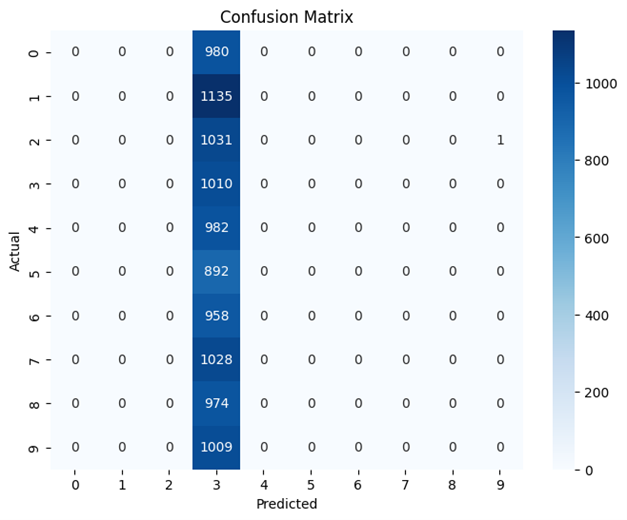 Confusion Matrix
0 0 0 0 980 0 0 0 0 0 0
1 0 0 0 1135 0 0 0 0 0 0
2 0 0 0 1031 0 0 0 0 0 1
3 0 0 0 1010 0 0 0 0 0 0
4 0 0 0 982 0 0 0 0 0 0
5 0 0 0 892 0 0 0 0 0 0
6 0 0 0 958 0 0 0 0 0 0
7 0 0 0 1028 0 0 0 0 0 0
8 0 0 0 974 0 0 0 0 0 0
9 0 0 0 1009 0 0 0 0 0 0
Actual
0 1 2 3 4 5 6 7 8 9
Predicted
1000
800
600
400
200
0